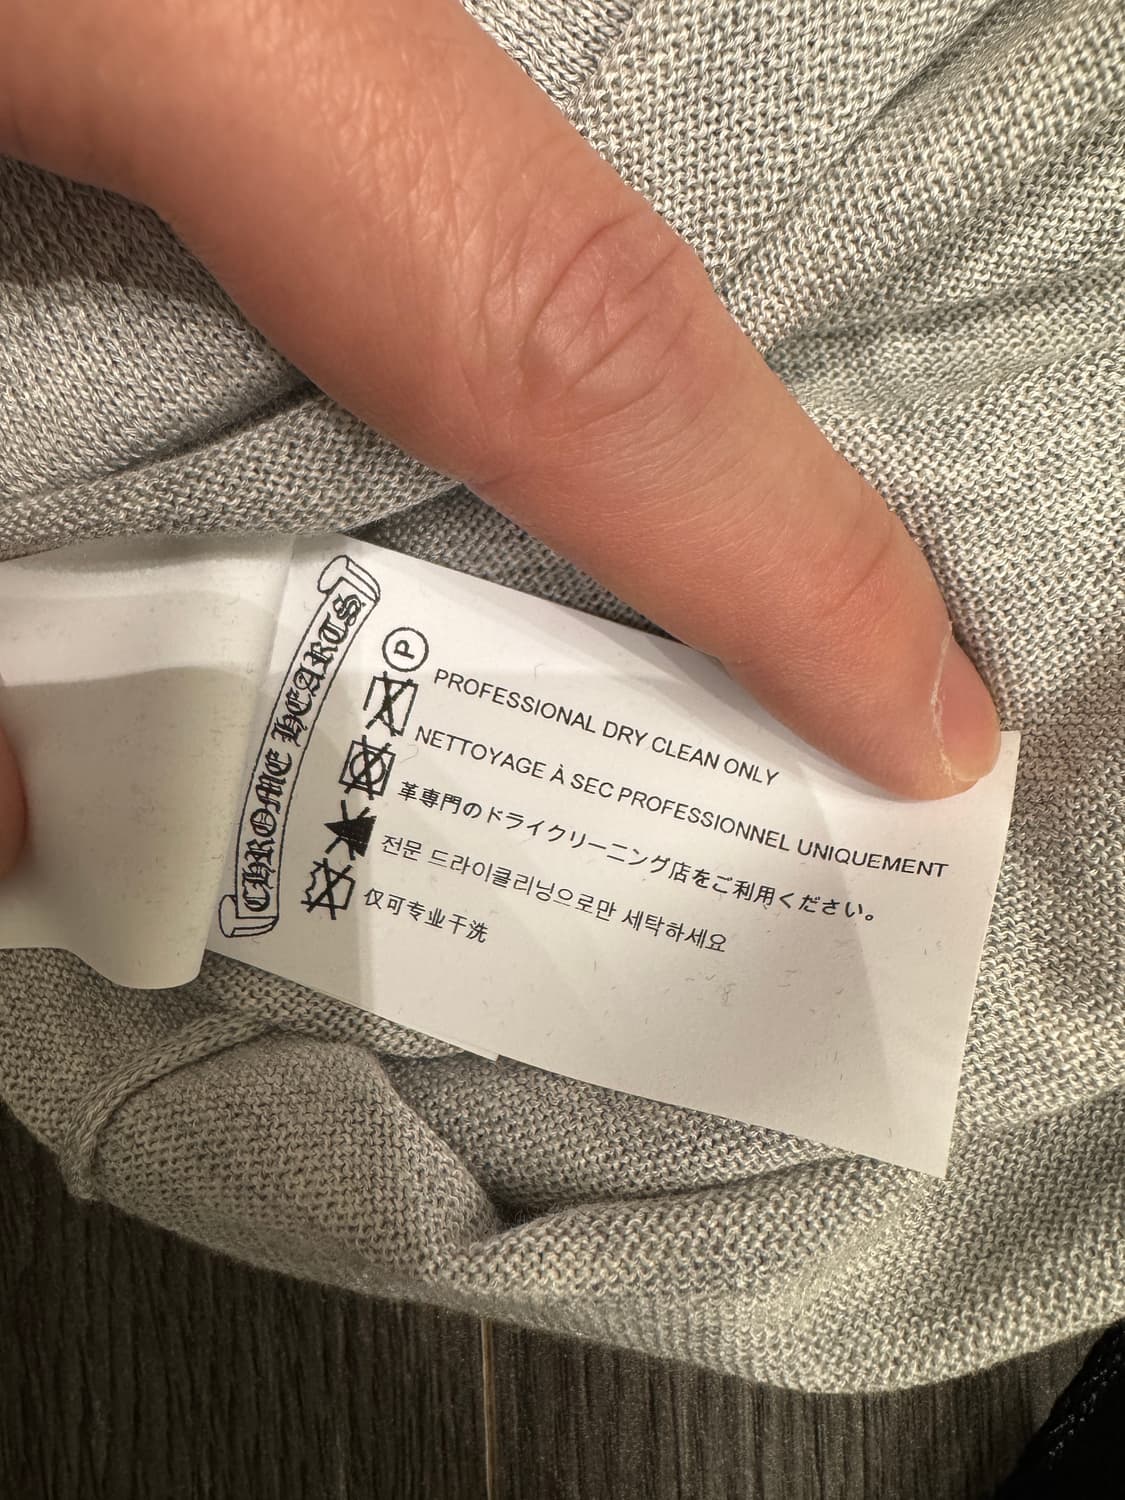 CHROME HEARTS
P
PROFESSIONAL DRY CLEAN ONLY
NETTOYAGE À SEC PROFESSIONNEL UNIQUEMENT
革専門のドライクリーニング店をご利用ください。
전문 드라이클리닝으로만 세탁하세요
仅可专业干洗